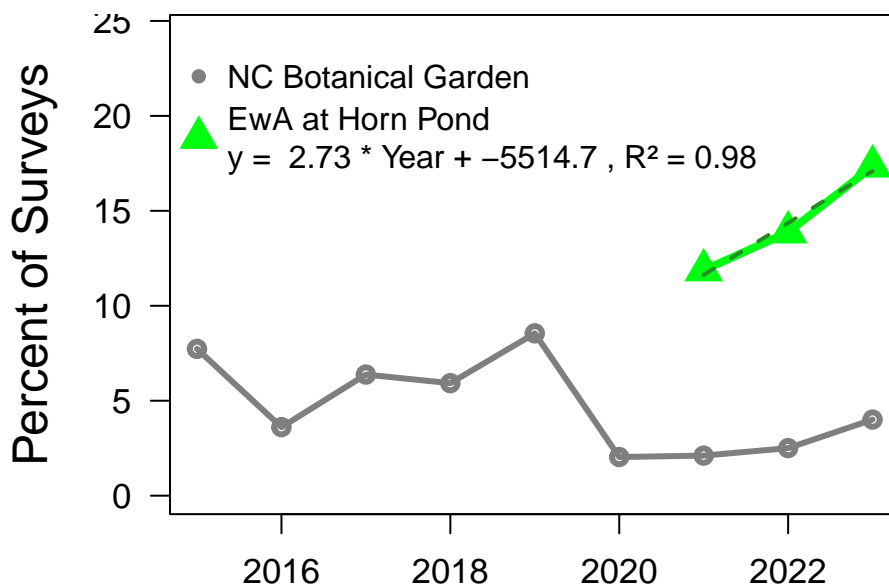 Percent of Surveys
25
20
15
10
5
0
NC Botanical Garden
EwA at Horn Pond
y =  2.73 * Year + −5514.7 , R² = 0.98
2016 2018 2020 2022